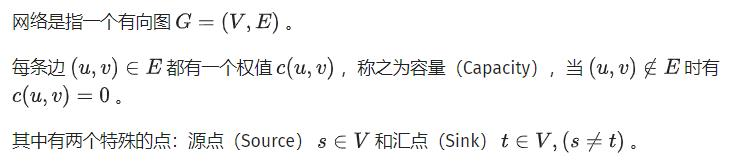 网络是指一个有向图 G = (V, E) 。
每条边 (u, v) ∈ E 都有一个权值 c(u, v) ，称之为容量（Capacity），当 (u, v) ∉ E 时有
c(u, v) = 0 。
其中有两个特殊的点：源点（Source） s ∈ V 和汇点（Sink） t ∈ V, (s ≠ t) 。